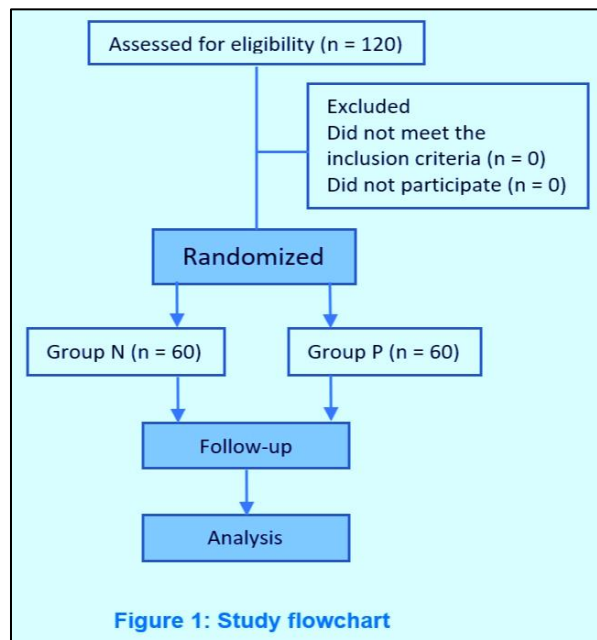 Assessed for eligibility (n = 120)
Excluded
Did not meet the
inclusion criteria (n = 0)
Did not participate (n = 0)
Randomized
Group N (n = 60)
Group P (n = 60)
Follow-up
Analysis
Figure 1: Study flowchart